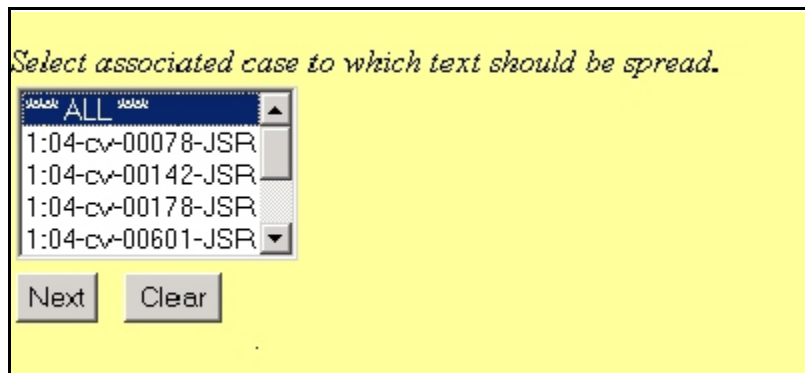 Select associated case to which text should be spread.
*** ALL ***
1:04-cv-00078-JSR
1:04-cv-00142-JSR
1:04-cv-00178-JSR
1:04-cv-00601-JSR
Next Clear